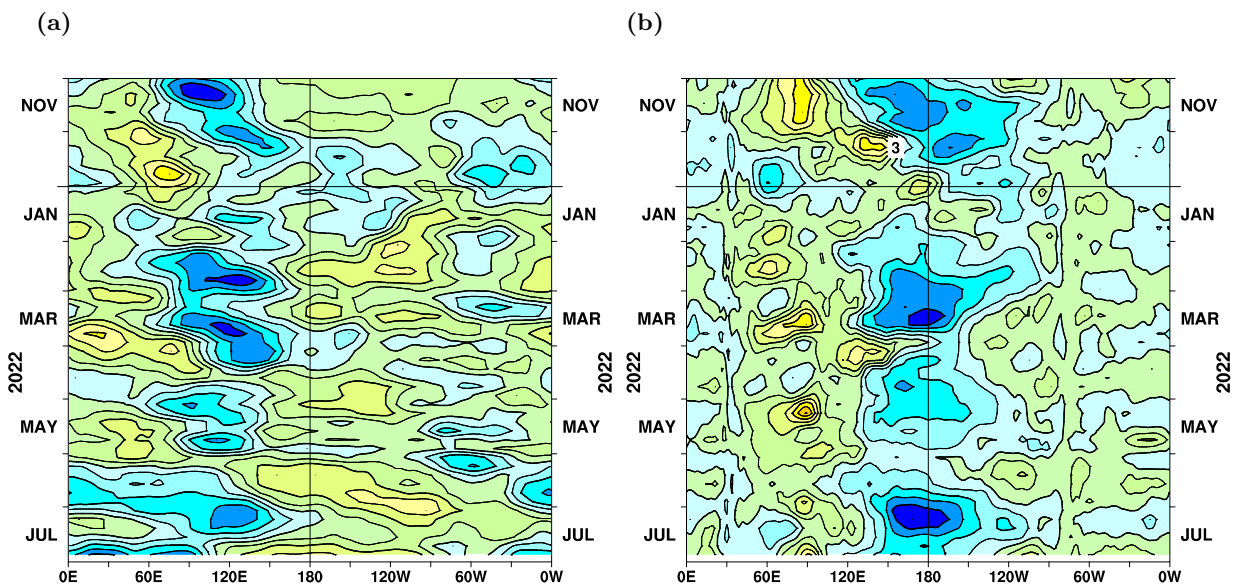 (a) (b)
NOV NOV NOV NOV
3
JAN JAN JAN JAN
MAR MAR MAR MAR
2022 2022 2022 2022
MAY MAY MAY MAY
JUL JUL JUL JUL
0E 60E 120E 180 120W 60W 0W 0E 60E 120E 180 120W 60W 0W